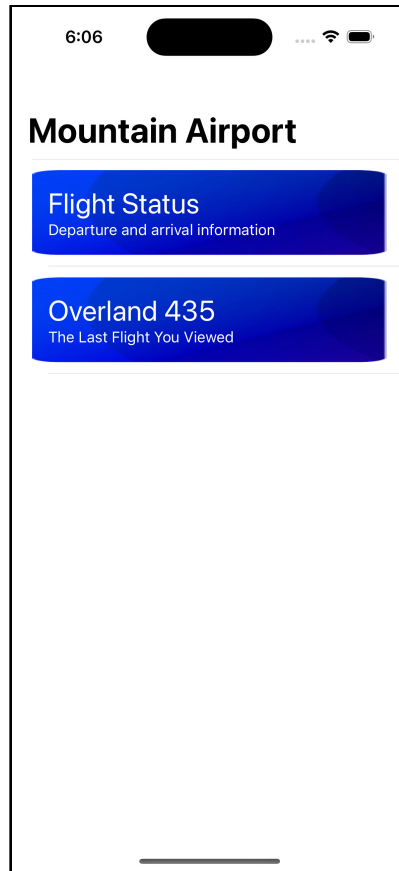 6:06
Mountain Airport
Flight Status
Departure and arrival information
Overland 435
The Last Flight You Viewed